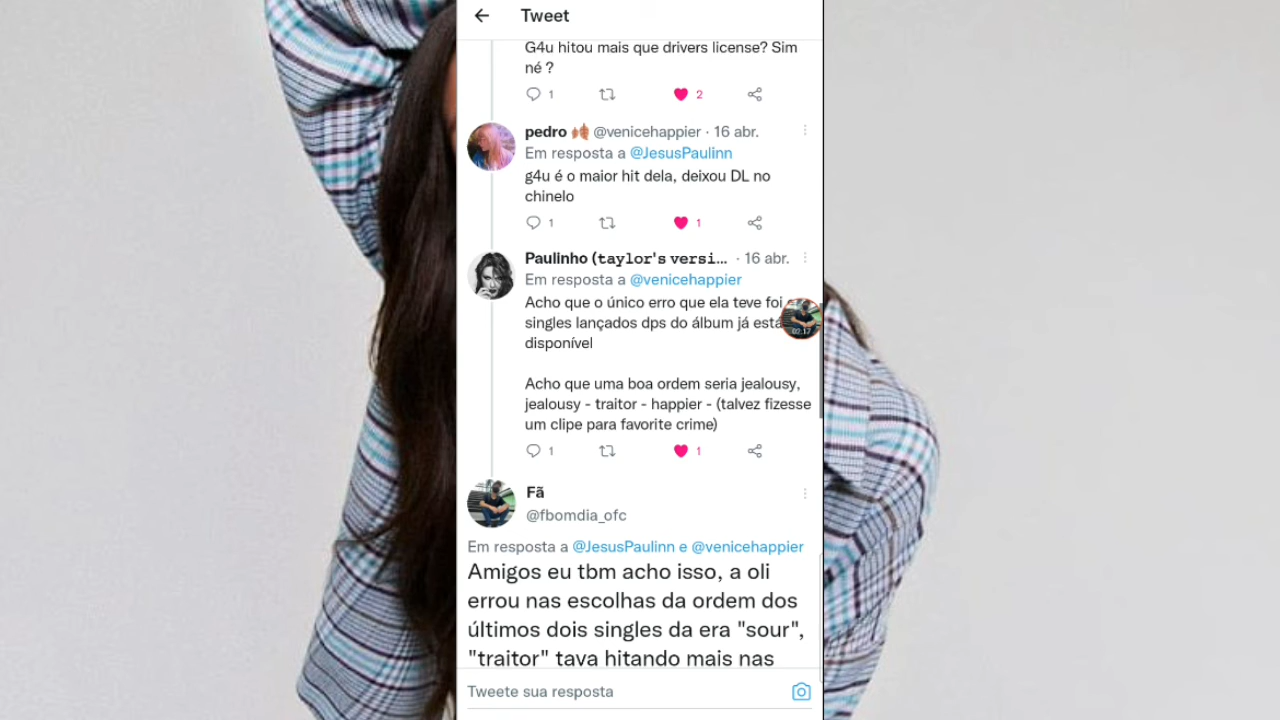 Tweet
G4u hitou mais que drivers license? Sim
né ?
1
2
pedro @venicehappier · 16 abr.
Em resposta a @JesusPaulinn
g4u é o maior hit dela, deixou DL no
chinelo
1
1
Paulinho (taylor's versi... · 16 abr.
Em resposta a @venicehappier
Acho que o único erro que ela teve foi
singles lançados dps do álbum já está
02:17
disponível
Acho que uma boa ordem seria jealousy,
jealousy - traitor - happier - (talvez fizesse
um clipe para favorite crime)
1
1
Fã
@fbomdia_ofc
Em resposta a @JesusPaulinn e @venicehappier
Amigos eu tbm acho isso, a oli
errou nas escolhas da ordem dos
últimos dois singles da era "sour",
"traitor" tava hitando mais nas
Tweete sua resposta